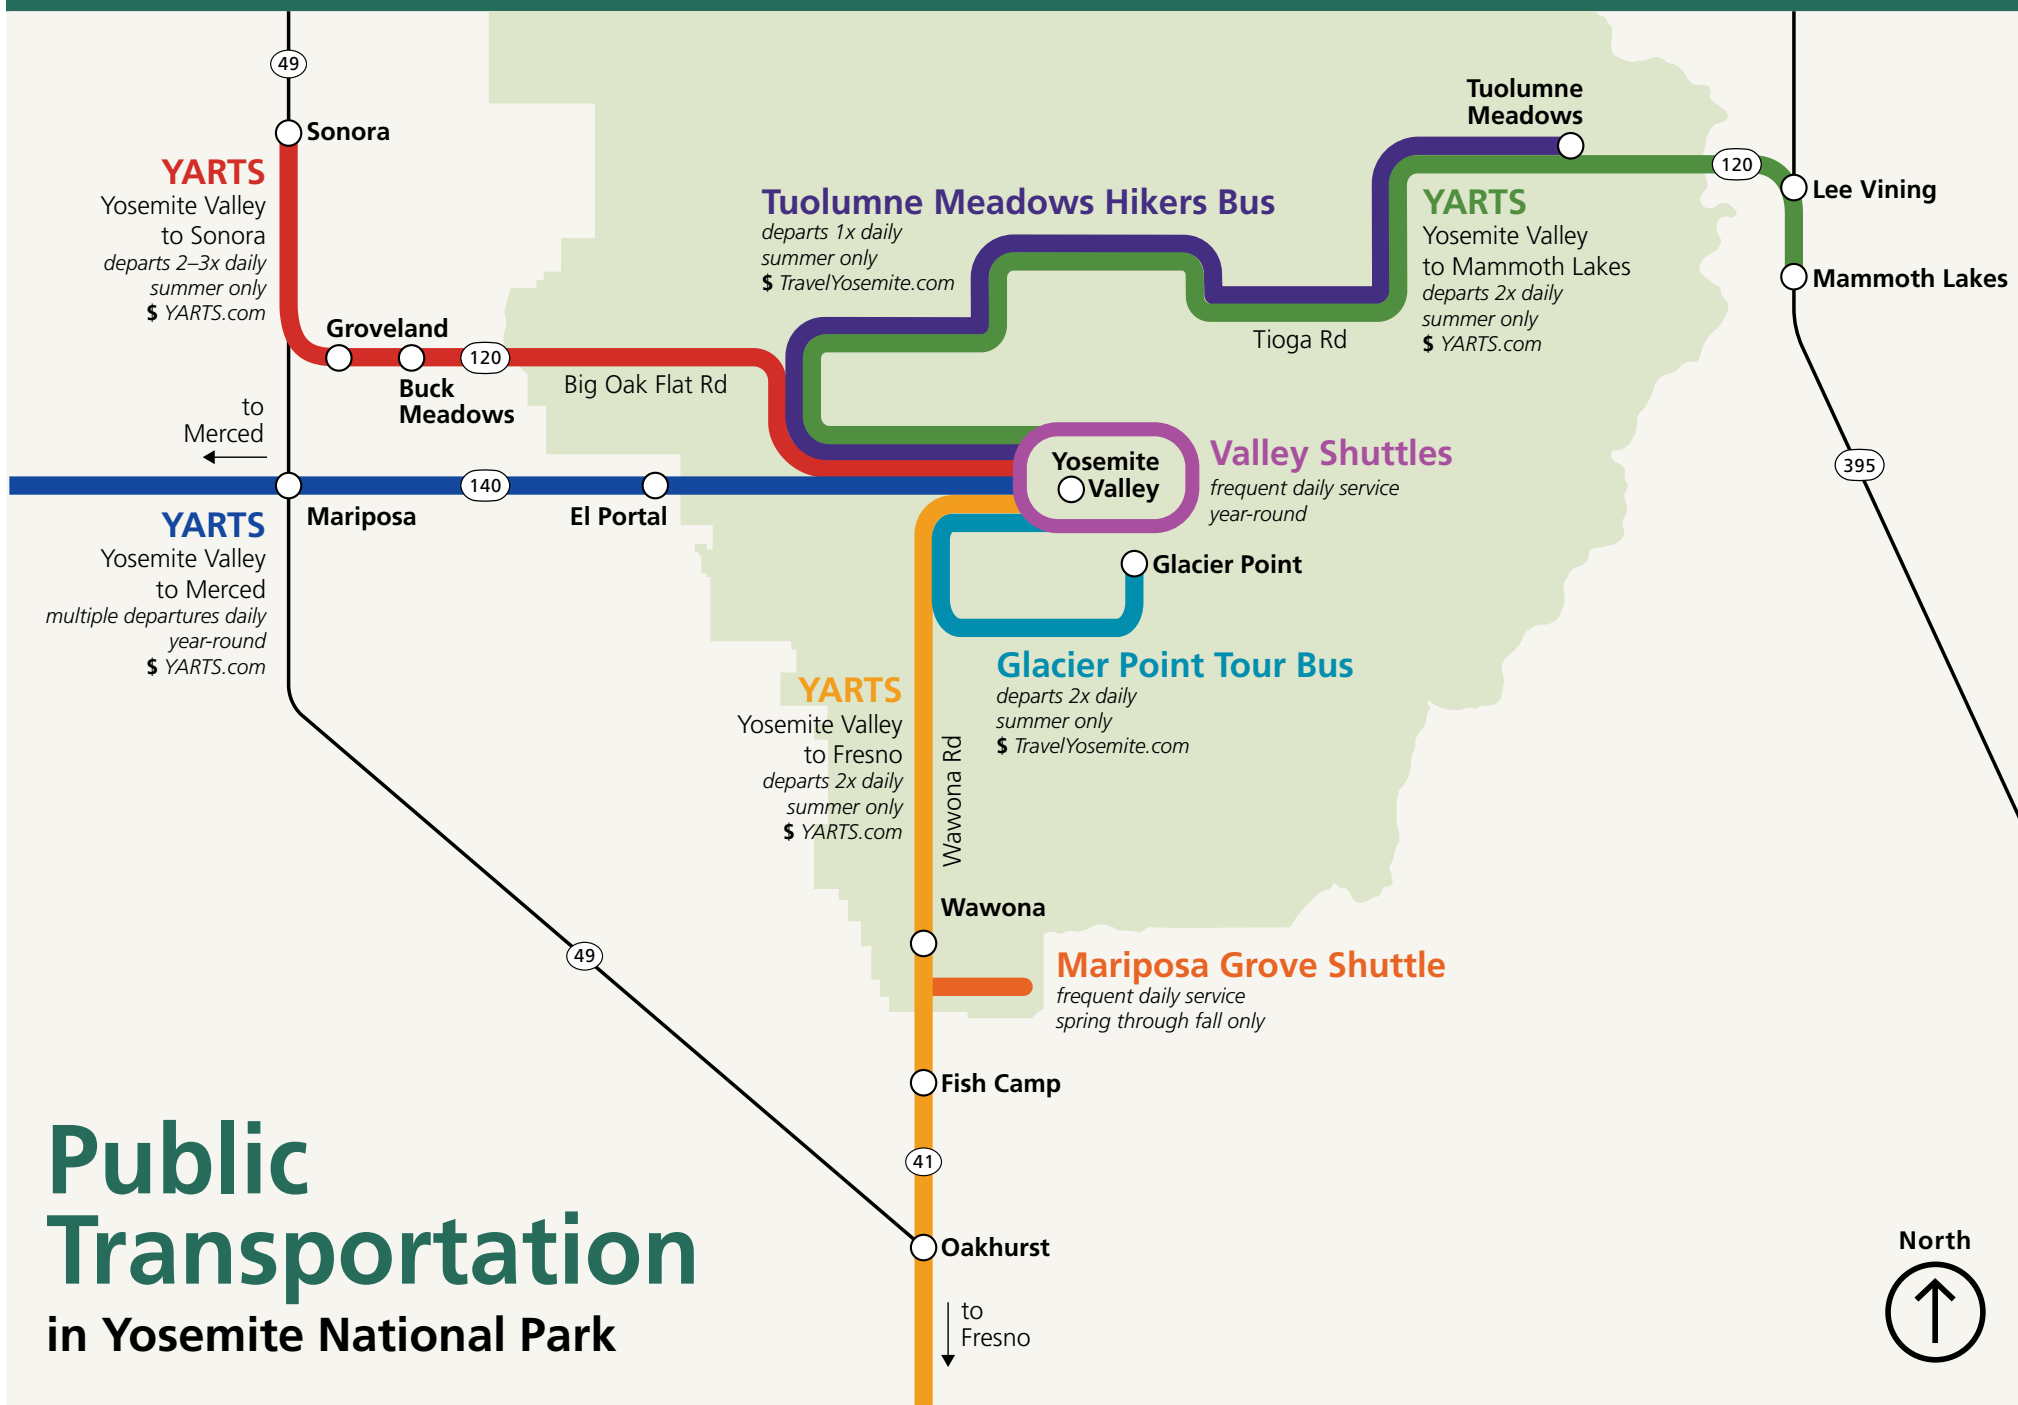 49
Sonora
YARTS
Yosemite Valley
to Sonora
departs 2–3x daily
summer only
$ YARTS.com
Groveland
120
Buck
Meadows
Big Oak Flat Rd
Tuolumne Meadows Hikers Bus
departs 1x daily
summer only
$ TravelYosemite.com
Tuolumne
Meadows
120
Lee Vining
Mammoth Lakes
YARTS
Yosemite Valley
to Mammoth Lakes
departs 2x daily
summer only
$ YARTS.com
Tioga Rd
395
to
Merced
140
Mariposa
El Portal
YARTS
Yosemite Valley
to Merced
multiple departures daily
year-round
$ YARTS.com
Yosemite
Valley
Valley Shuttles
frequent daily service
year-round
Glacier Point
Glacier Point Tour Bus
departs 2x daily
summer only
$ TravelYosemite.com
YARTS
Yosemite Valley
to Fresno
departs 2x daily
summer only
$ YARTS.com
Wawona Rd
Wawona
49
Mariposa Grove Shuttle
frequent daily service
spring through fall only
Fish Camp
41
Oakhurst
to
Fresno
Public
Transportation
in Yosemite National Park
North